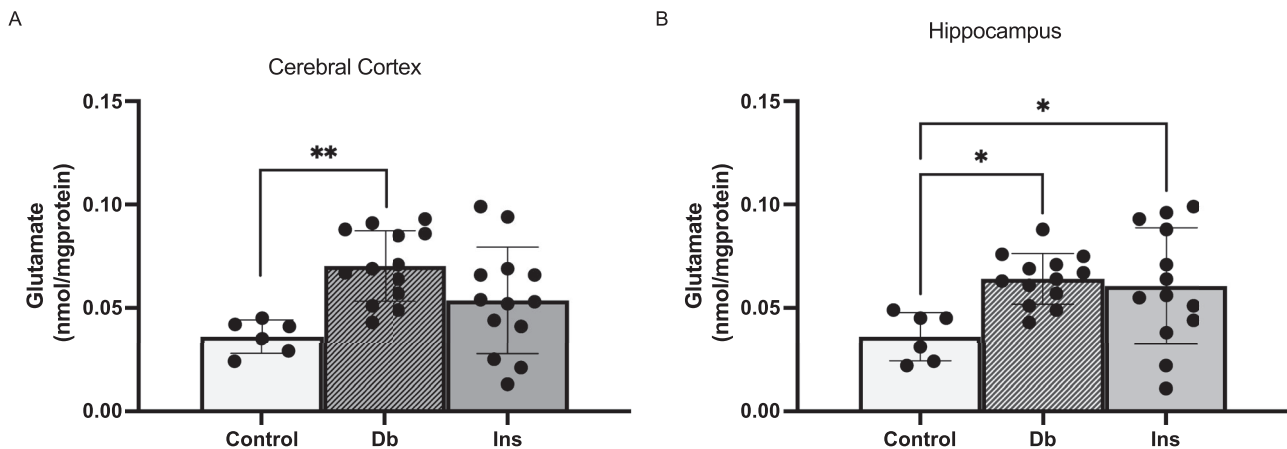 A
Cerebral Cortex
Glutamate
(nmol/mgprotein)
0.15
0.10
0.05
0.00
**
Control Db Ins
B
Hippocampus
Glutamate
(nmol/mgprotein)
0.15
0.10
0.05
0.00
*
*
Control Db Ins